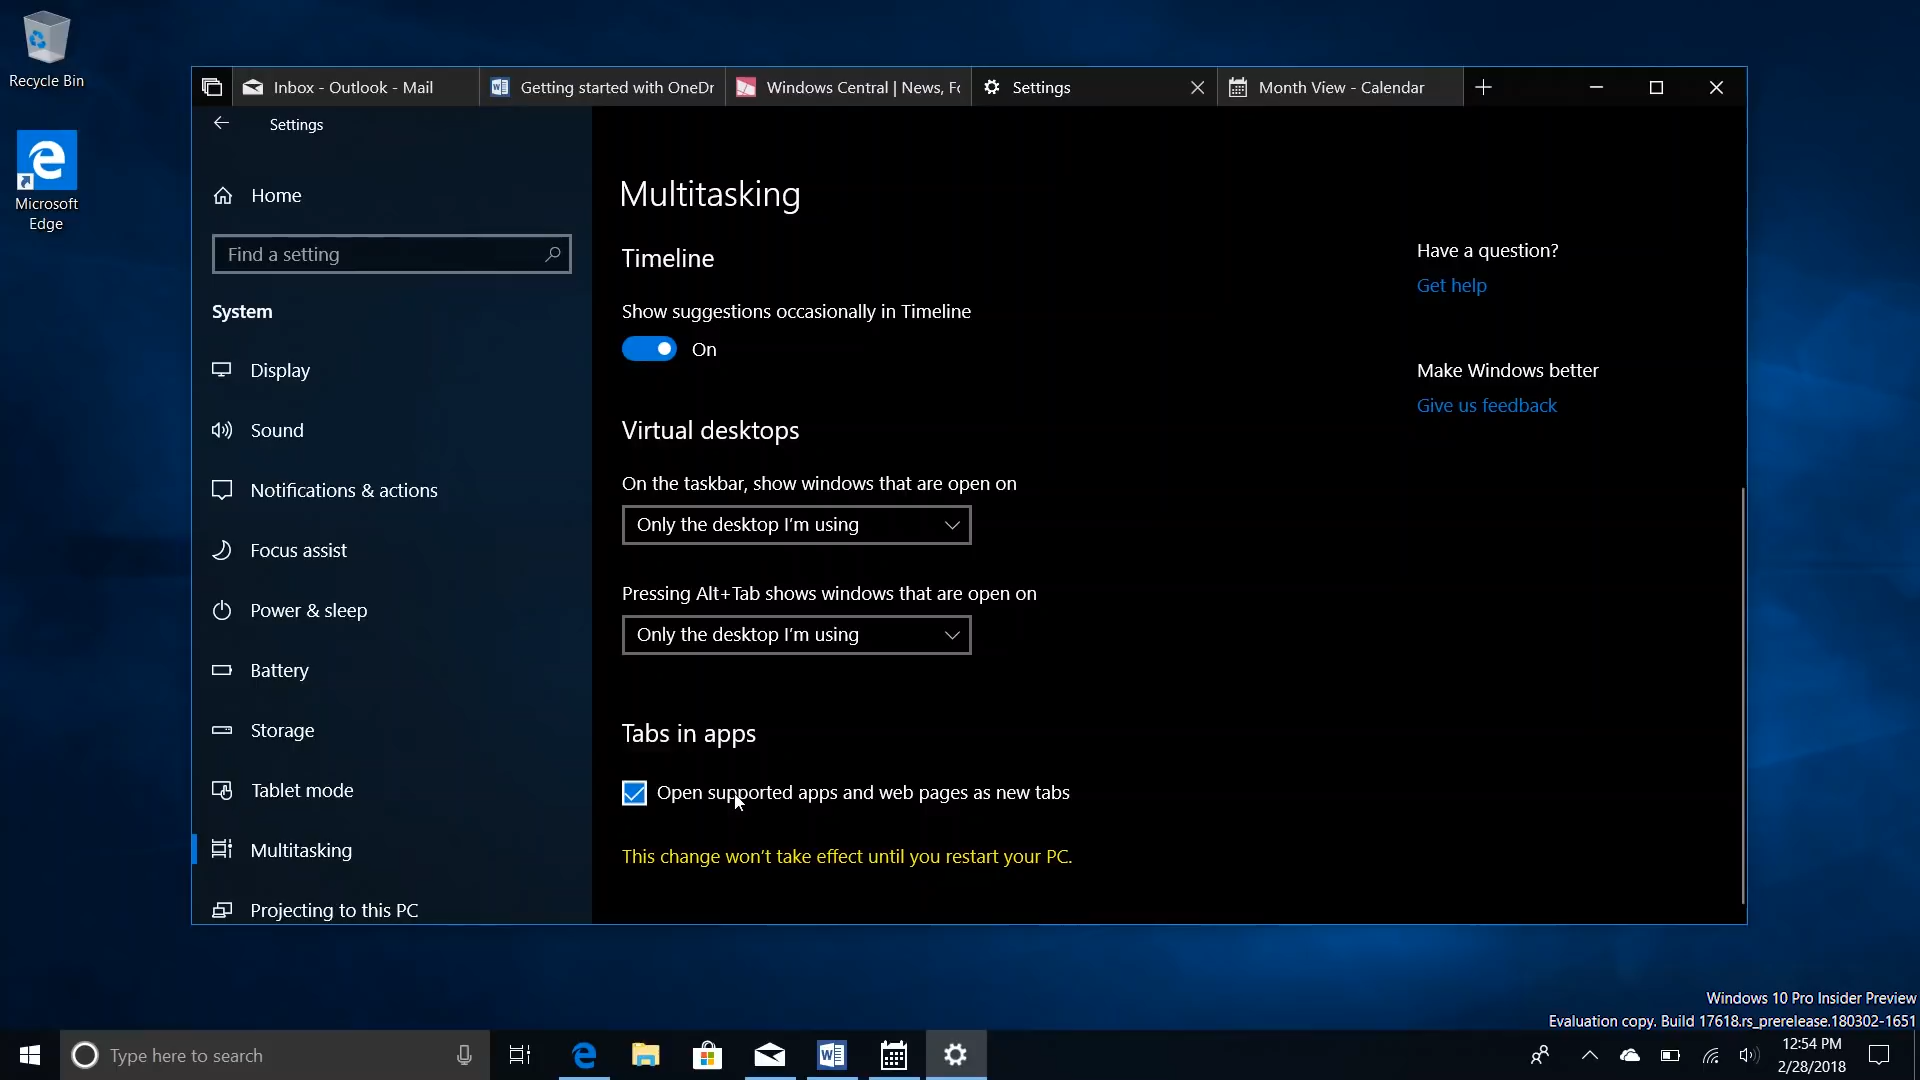 Recycle Bin
Microsoft
Edge
Inbox - Outlook - Mail
Getting started with OneDr
Windows Central | News, Fo
Settings
Month View - Calendar
Settings
Home
Find a setting
System
Display
Sound
Notifications & actions
Focus assist
Power & sleep
Battery
Storage
Tablet mode
Multitasking
Projecting to this PC
Multitasking
Timeline
Show suggestions occasionally in Timeline
On
Virtual desktops
On the taskbar, show windows that are open on
Only the desktop I'm using
Pressing Alt+Tab shows windows that are open on
Only the desktop I'm using
Tabs in apps
Open supported apps and web pages as new tabs
This change won't take effect until you restart your PC.
Have a question?
Get help
Make Windows better
Give us feedback
Windows 10 Pro Insider Preview
Evaluation copy. Build 17618.rs_prerelease.180302-1651
Type here to search
12:54 PM
2/28/2018